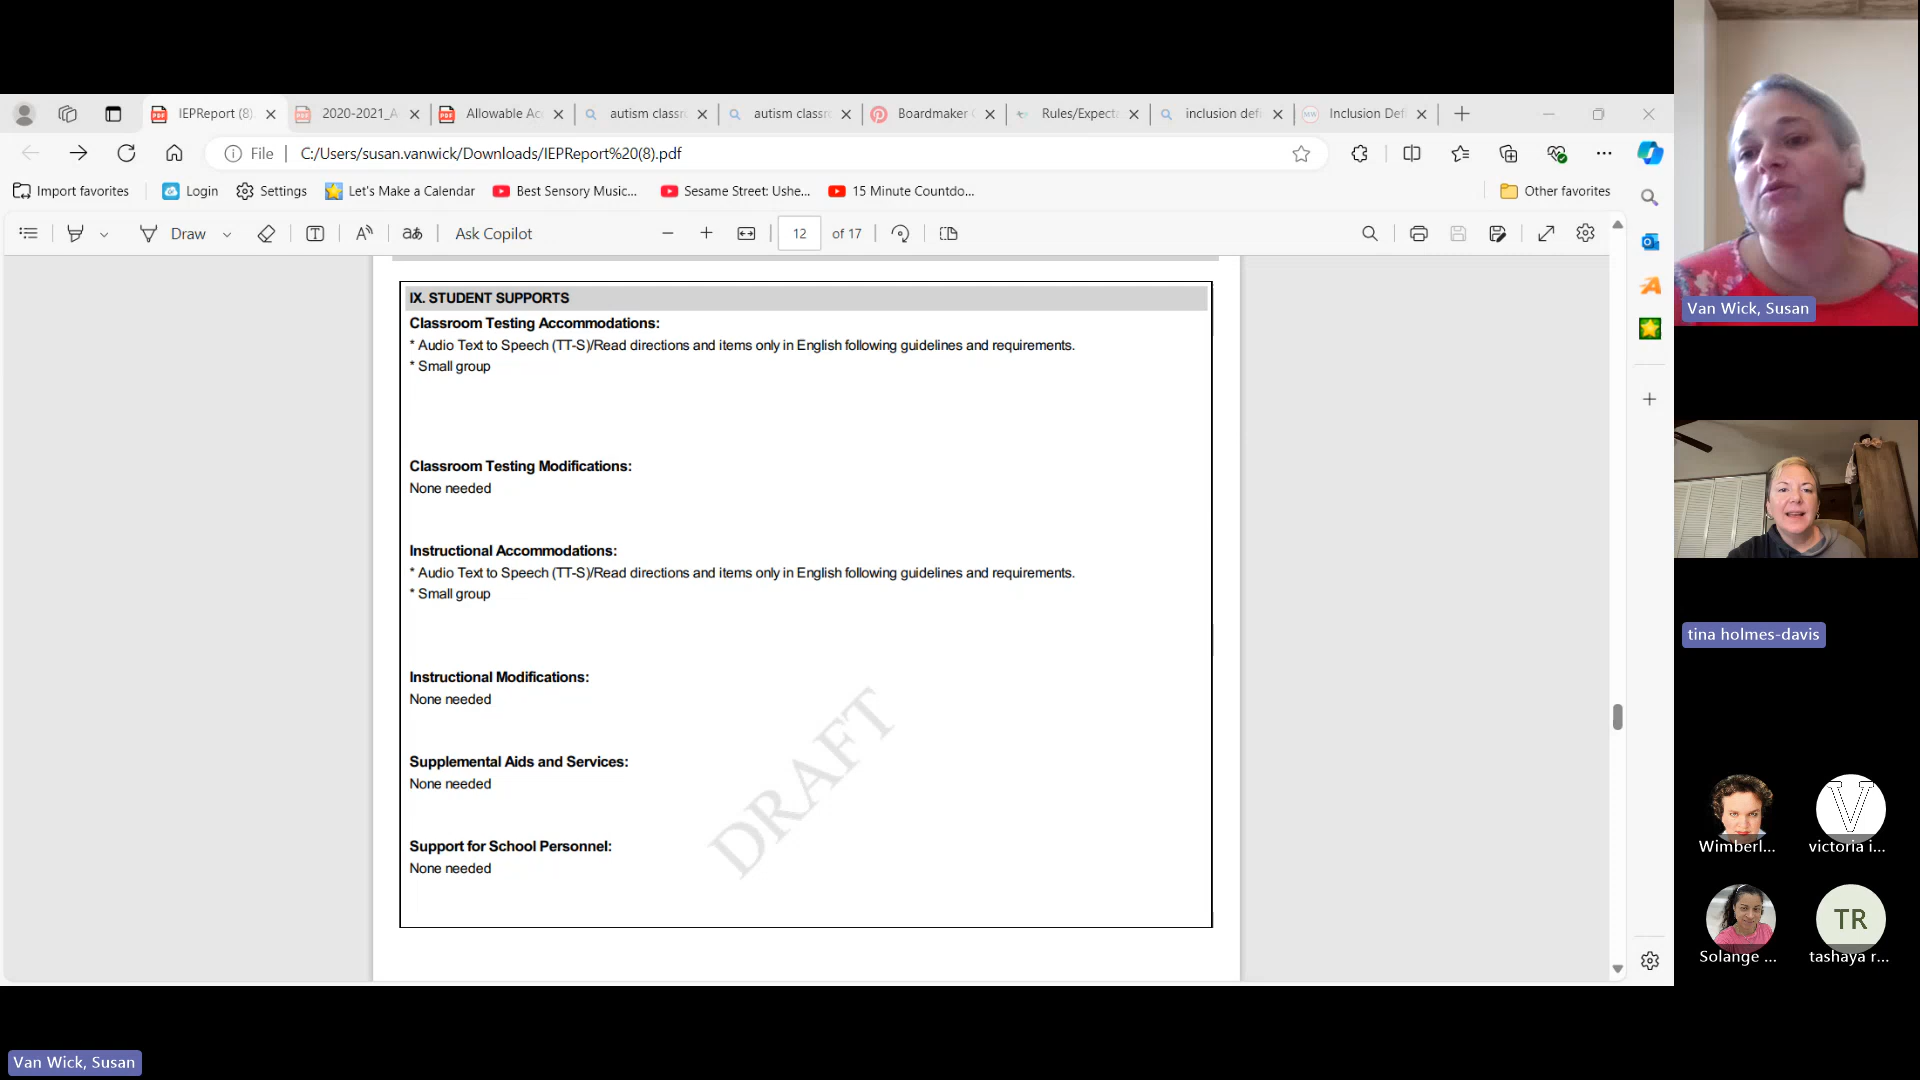 IEPReport (8)
2020-2021_A
Allowable Ac
autism classr
autism classro
Boardmaker
Rules/Expecta
inclusion defi
Inclusion Defi
File
C:/Users/susan.vanwick/Downloads/IEPReport%20(8).pdf
Import favorites
Login
Settings
Let's Make a Calendar
Best Sensory Music...
Sesame Street: Ushe...
15 Minute Countdo...
Other favorites
Draw
Ask Copilot
12 of 17
IX. STUDENT SUPPORTS
Classroom Testing Accommodations:
* Audio Text to Speech (TT-S)/Read directions and items only in English following guidelines and requirements.
* Small group
Classroom Testing Modifications:
None needed
Instructional Accommodations:
* Audio Text to Speech (TT-S)/Read directions and items only in English following guidelines and requirements.
* Small group
Instructional Modifications:
None needed
Supplemental Aids and Services:
None needed
Support for School Personnel:
None needed
DRAFT
Van Wick, Susan
tina holmes-davis
Wimberl...
V
victoria i...
Solange ...
TR
tashaya r...
Van Wick, Susan